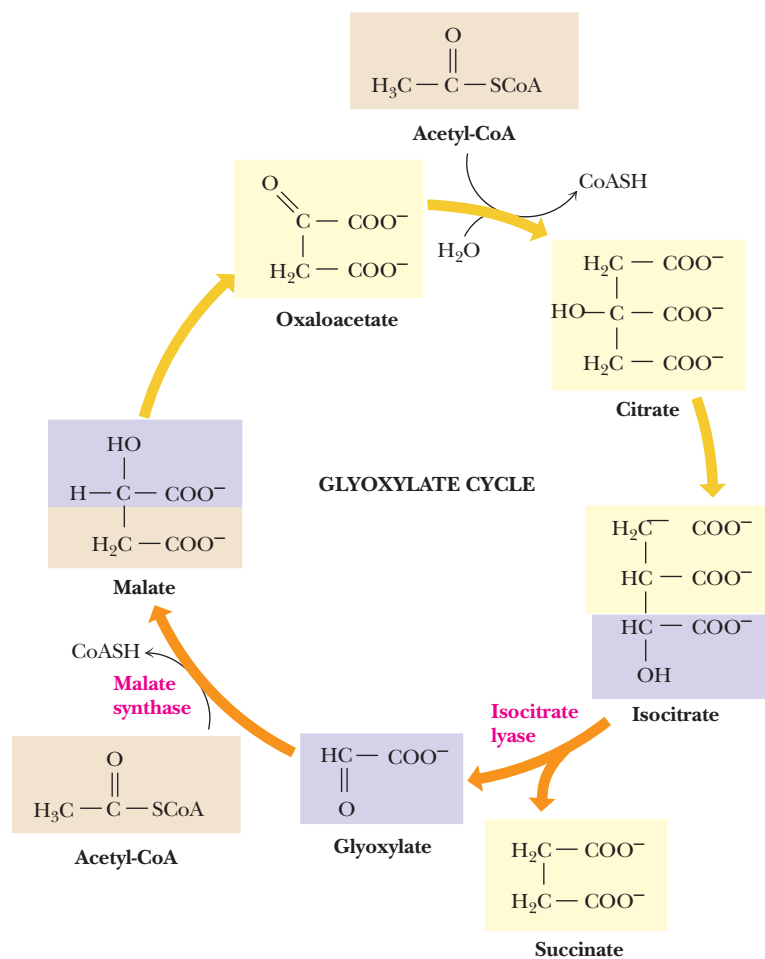 O
H₃C — C — SCoA
Acetyl-CoA
CoASH
H₂O
O
C — COO⁻
H₂C — COO⁻
Oxaloacetate
H₂C — COO⁻
HO—C — COO⁻
H₂C — COO⁻
Citrate
HO
H—C — COO⁻
H₂C — COO⁻
Malate
GLYOXYLATE CYCLE
H₂C — COO⁻
HC — COO⁻
HC — COO⁻
OH
Isocitrate
CoASH
Malate
synthase
Isocitrate
lyase
O
H₃C — C — SCoA
Acetyl-CoA
HC — COO⁻
O
Glyoxylate
H₂C — COO⁻
H₂C — COO⁻
Succinate